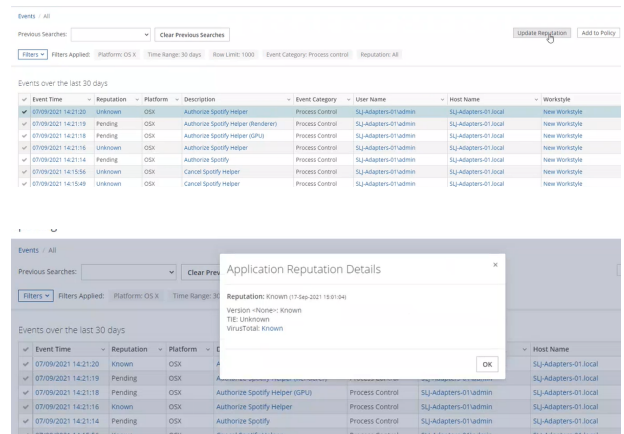 Events / All
Previous Searches: Clear Previous Searches Update Reputation Add to Policy
Filters Filters Applied: Platform: OS X Time Range: 30 days Row Limit: 1000 Event Category: Process control Reputation: All
Events over the last 30 days
Event Time Reputation Platform Description Event Category User Name Host Name Workstyle
07/09/2021 14:21:20 Unknown OSX Authorize Spotify Helper Process Control SLJ-Adapters-01\admin SLJ-Adapters-01.local New Workstyle
07/09/2021 14:21:19 Pending OSX Authorize Spotify Helper (Renderer) Process Control SLJ-Adapters-01\admin SLJ-Adapters-01.local New Workstyle
07/09/2021 14:21:18 Pending OSX Authorize Spotify Helper (GPU) Process Control SLJ-Adapters-01\admin SLJ-Adapters-01.local New Workstyle
07/09/2021 14:21:16 Unknown OSX Authorize Spotify Helper Process Control SLJ-Adapters-01\admin SLJ-Adapters-01.local New Workstyle
07/09/2021 14:21:14 Pending OSX Authorize Spotify Process Control SLJ-Adapters-01\admin SLJ-Adapters-01.local New Workstyle
07/09/2021 14:15:56 Unknown OSX Cancel Spotify Helper Process Control SLJ-Adapters-01\admin SLJ-Adapters-01.local New Workstyle
07/09/2021 14:15:49 Unknown OSX Cancel Spotify Helper Process Control SLJ-Adapters-01\admin SLJ-Adapters-01.local New Workstyle
Events / All
Previous Searches: Clear Prev
Filters Filters Applied: Platform: OS X Time Range: 30
Application Reputation Details ×
Reputation: Known (17-Sep-2021 15:01:04)
Version <None>: Known
TIE: Unknown
VirusTotal: Known
OK
Events over the last 30 days
Event Time Reputation Platform Host Name
07/09/2021 14:21:20 Known OSX SLJ-Adapters-01.local
07/09/2021 14:21:19 Pending OSX SLJ-Adapters-01.local
07/09/2021 14:21:18 Pending OSX Authorize Spotify Helper (GPU) Process Control SLJ-Adapters-01\admin SLJ-Adapters-01.local
07/09/2021 14:21:16 Known OSX Authorize Spotify Helper Process Control SLJ-Adapters-01\admin SLJ-Adapters-01.local
07/09/2021 14:21:14 Pending OSX Authorize Spotify Process Control SLJ-Adapters-01\admin SLJ-Adapters-01.local